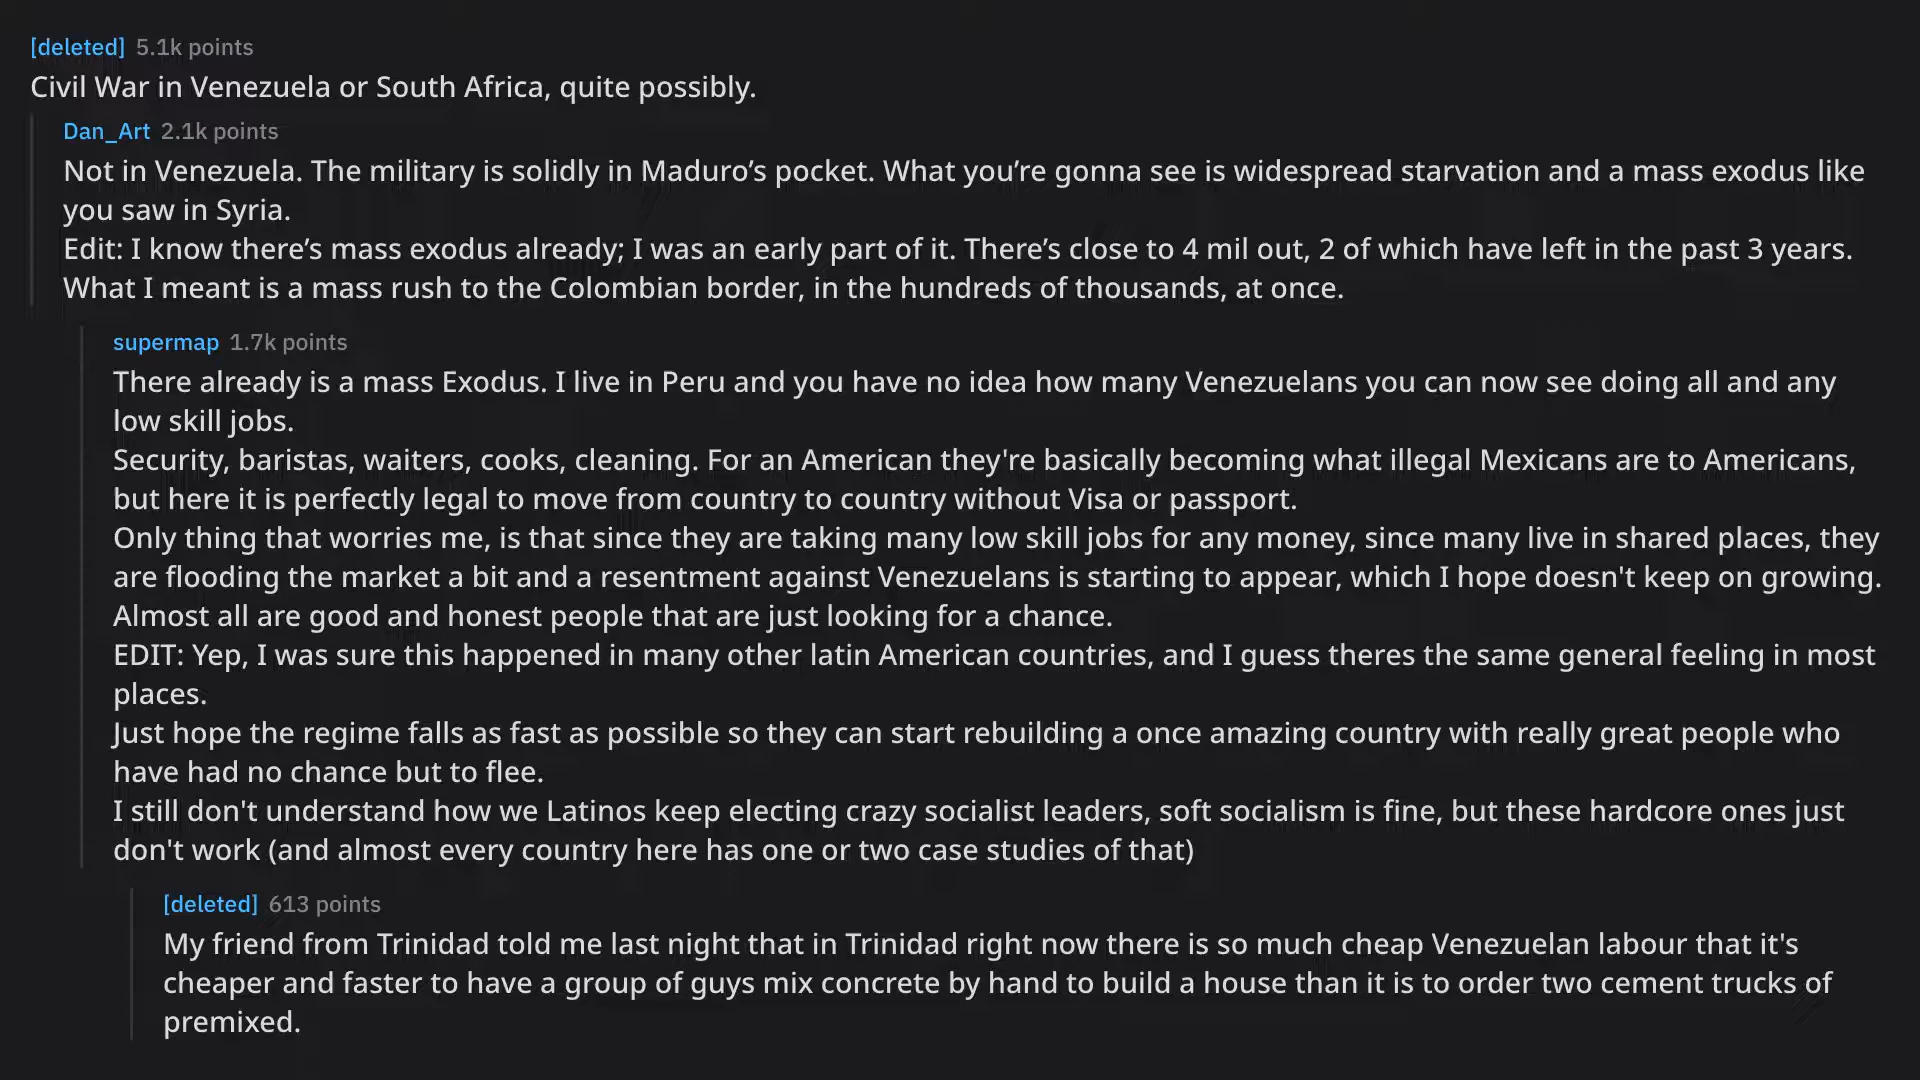 [deleted] 5.1k points
Civil War in Venezuela or South Africa, quite possibly.
Dan_Art 2.1k points
Not in Venezuela. The military is solidly in Maduro’s pocket. What you’re gonna see is widespread starvation and a mass exodus like
you saw in Syria.
Edit: I know there’s mass exodus already; I was an early part of it. There’s close to 4 mil out, 2 of which have left in the past 3 years.
What I meant is a mass rush to the Colombian border, in the hundreds of thousands, at once.
supermap 1.7k points
There already is a mass Exodus. I live in Peru and you have no idea how many Venezuelans you can now see doing all and any
low skill jobs.
Security, baristas, waiters, cooks, cleaning. For an American they're basically becoming what illegal Mexicans are to Americans,
but here it is perfectly legal to move from country to country without Visa or passport.
Only thing that worries me, is that since they are taking many low skill jobs for any money, since many live in shared places, they
are flooding the market a bit and a resentment against Venezuelans is starting to appear, which I hope doesn't keep on growing.
Almost all are good and honest people that are just looking for a chance.
EDIT: Yep, I was sure this happened in many other latin American countries, and I guess theres the same general feeling in most
places.
Just hope the regime falls as fast as possible so they can start rebuilding a once amazing country with really great people who
have had no chance but to flee.
I still don't understand how we Latinos keep electing crazy socialist leaders, soft socialism is fine, but these hardcore ones just
don't work (and almost every country here has one or two case studies of that)
[deleted] 613 points
My friend from Trinidad told me last night that in Trinidad right now there is so much cheap Venezuelan labour that it's
cheaper and faster to have a group of guys mix concrete by hand to build a house than it is to order two cement trucks of
premixed.